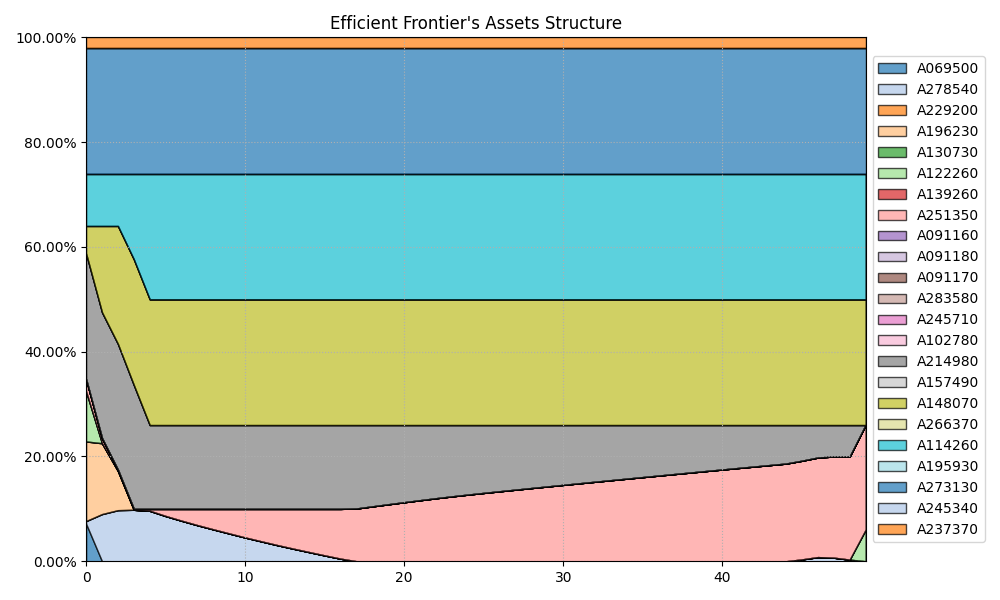 Efficient Frontier's Assets Structure
100.00%
80.00%
60.00%
40.00%
20.00%
0.00%
0
10
20
30
40
A069500
A278540
A229200
A196230
A130730
A122260
A139260
A251350
A091160
A091180
A091170
A283580
A245710
A102780
A214980
A157490
A148070
A266370
A114260
A195930
A273130
A245340
A237370